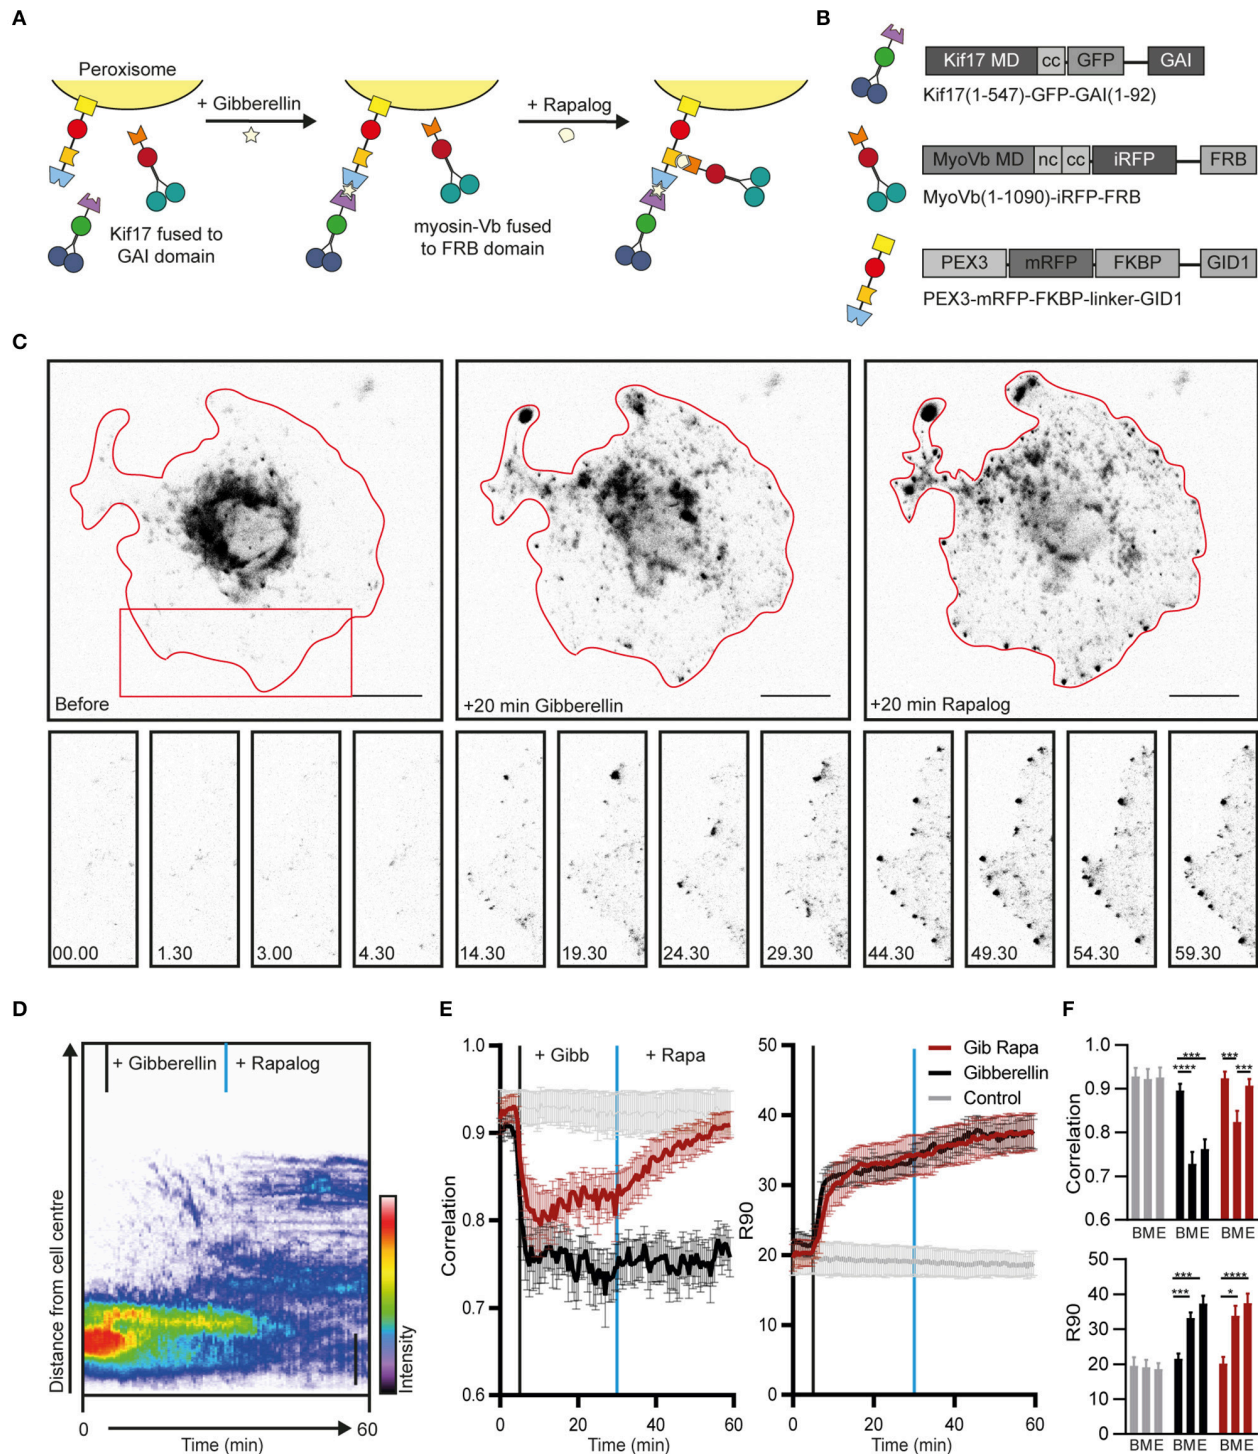 A
Peroxisome
+ Gibberellin
+ Rapalog
Kif17 fused to
GAI domain
myosin-Vb fused
to FRB domain
B
Kif17 MD cc GFP GAI
Kif17(1-547)-GFP-GAI(1-92)
MyoVb MD nc cc iRFP FRB
MyoVb(1-1090)-iRFP-FRB
PEX3 mRFP FKBP GID1
PEX3-mRFP-FKBP-linker-GID1
C
Before
+20 min Gibberellin
+20 min Rapalog
00.00 1.30 3.00 4.30 14.30 19.30 24.30 29.30 44.30 49.30 54.30 59.30
D
+ Gibberellin
+ Rapalog
Distance from cell centre
Intensity
0
60
Time (min)
E
+ Gibb
+ Rapa
Correlation
1.0
0.9
0.8
0.7
0.6
0 20 40 60
Time (min)
R90
50
40
30
20
10
0
Gib Rapa
Gibberellin
Control
0 20 40 60
Time (min)
F
Correlation
1.0
0.9
0.8
0.7
0.6
***
****
***
***
BME BME BME
R90
50
40
30
20
10
0
***
***
****
*
BME BME BME